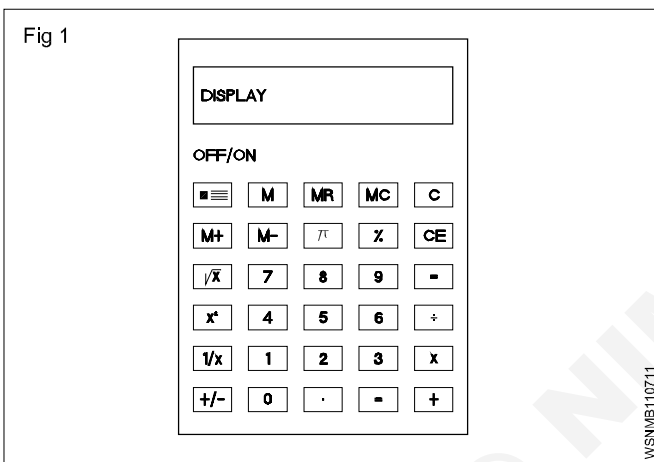 Fig 1
DISPLAY
OFF/ON
M MR MC C
M+ M- π % CE
√x 7 8 9 -
x² 4 5 6 ÷
1/x 1 2 3 x
+/- 0 . = +
WSNMB110711